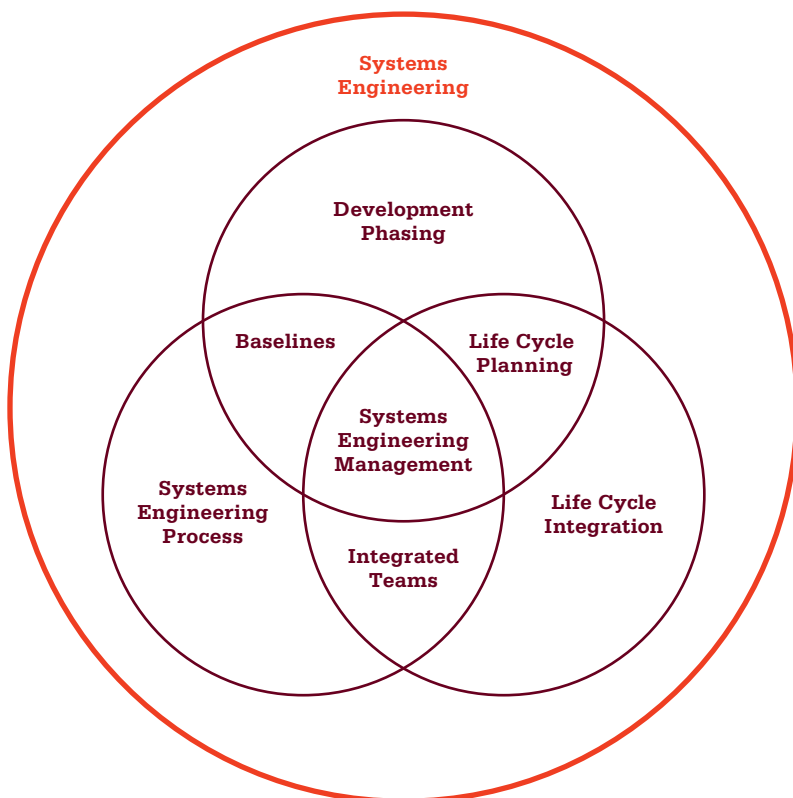 Systems
Engineering
Development
Phasing
Baselines
Life Cycle
Planning
Systems
Engineering
Management
Systems
Engineering
Process
Life Cycle
Integration
Integrated
Teams